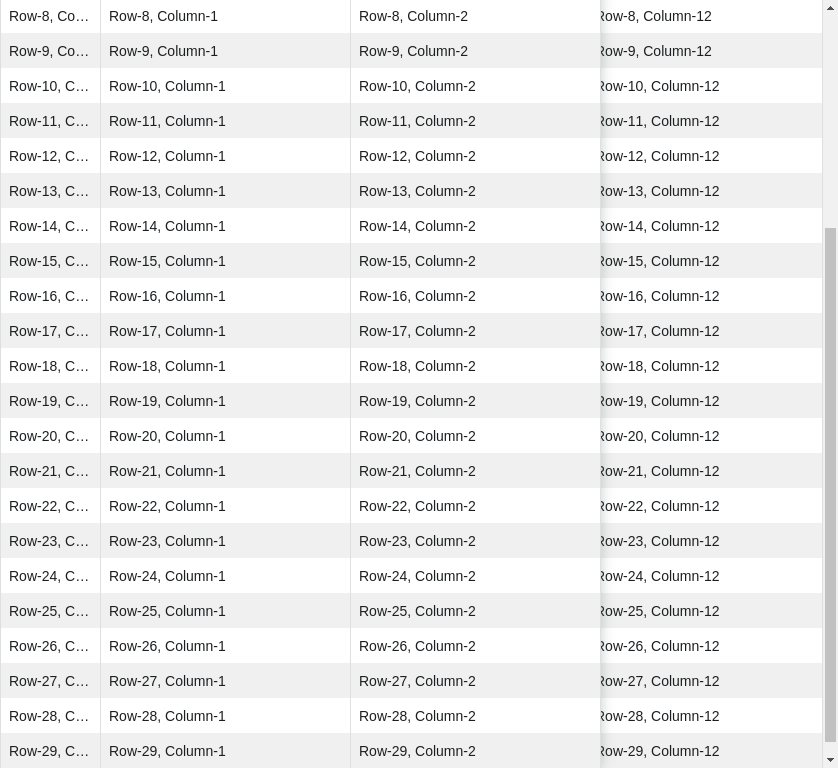 Row-8, Co… Row-8, Column-1 Row-8, Column-2 Row-8, Column-12
Row-9, Co… Row-9, Column-1 Row-9, Column-2 Row-9, Column-12
Row-10, C… Row-10, Column-1 Row-10, Column-2 Row-10, Column-12
Row-11, C… Row-11, Column-1 Row-11, Column-2 Row-11, Column-12
Row-12, C… Row-12, Column-1 Row-12, Column-2 Row-12, Column-12
Row-13, C… Row-13, Column-1 Row-13, Column-2 Row-13, Column-12
Row-14, C… Row-14, Column-1 Row-14, Column-2 Row-14, Column-12
Row-15, C… Row-15, Column-1 Row-15, Column-2 Row-15, Column-12
Row-16, C… Row-16, Column-1 Row-16, Column-2 Row-16, Column-12
Row-17, C… Row-17, Column-1 Row-17, Column-2 Row-17, Column-12
Row-18, C… Row-18, Column-1 Row-18, Column-2 Row-18, Column-12
Row-19, C… Row-19, Column-1 Row-19, Column-2 Row-19, Column-12
Row-20, C… Row-20, Column-1 Row-20, Column-2 Row-20, Column-12
Row-21, C… Row-21, Column-1 Row-21, Column-2 Row-21, Column-12
Row-22, C… Row-22, Column-1 Row-22, Column-2 Row-22, Column-12
Row-23, C… Row-23, Column-1 Row-23, Column-2 Row-23, Column-12
Row-24, C… Row-24, Column-1 Row-24, Column-2 Row-24, Column-12
Row-25, C… Row-25, Column-1 Row-25, Column-2 Row-25, Column-12
Row-26, C… Row-26, Column-1 Row-26, Column-2 Row-26, Column-12
Row-27, C… Row-27, Column-1 Row-27, Column-2 Row-27, Column-12
Row-28, C… Row-28, Column-1 Row-28, Column-2 Row-28, Column-12
Row-29, C… Row-29, Column-1 Row-29, Column-2 Row-29, Column-12